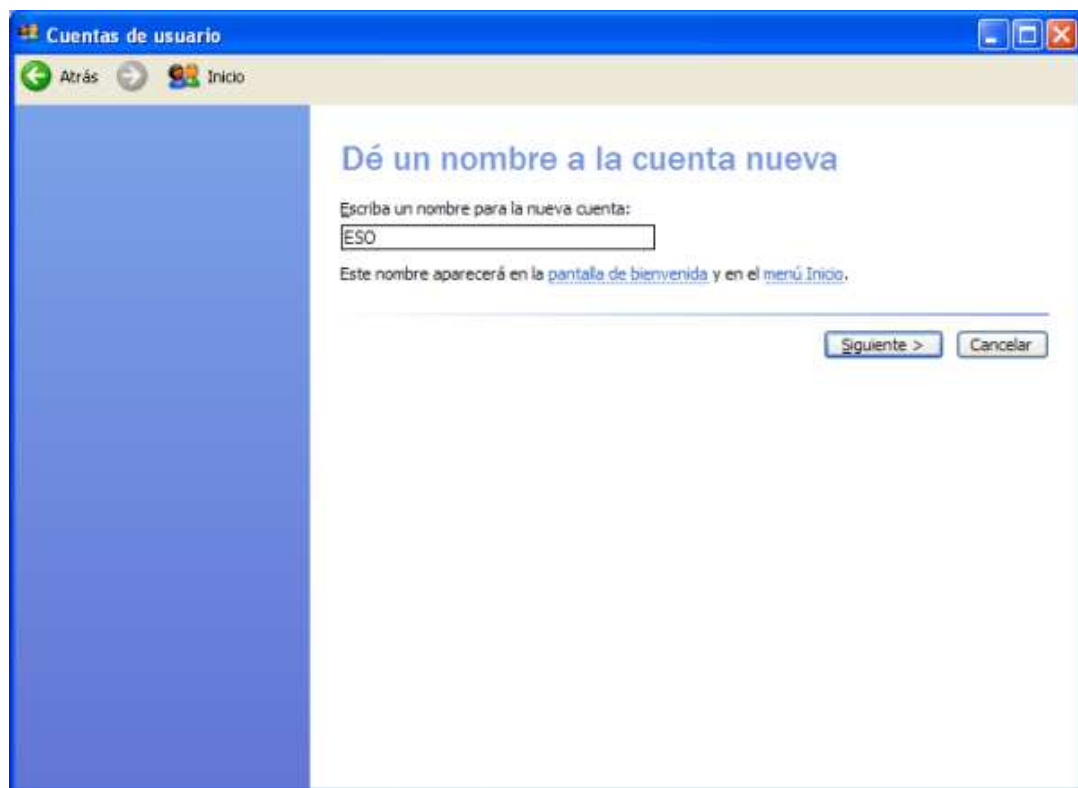 Cuentas de usuario
Atrás Inicio
Dé un nombre a la cuenta nueva
Escriba un nombre para la nueva cuenta:
ESO
Este nombre aparecerá en la pantalla de bienvenida y en el menú Inicio.
Siguiente > Cancelar